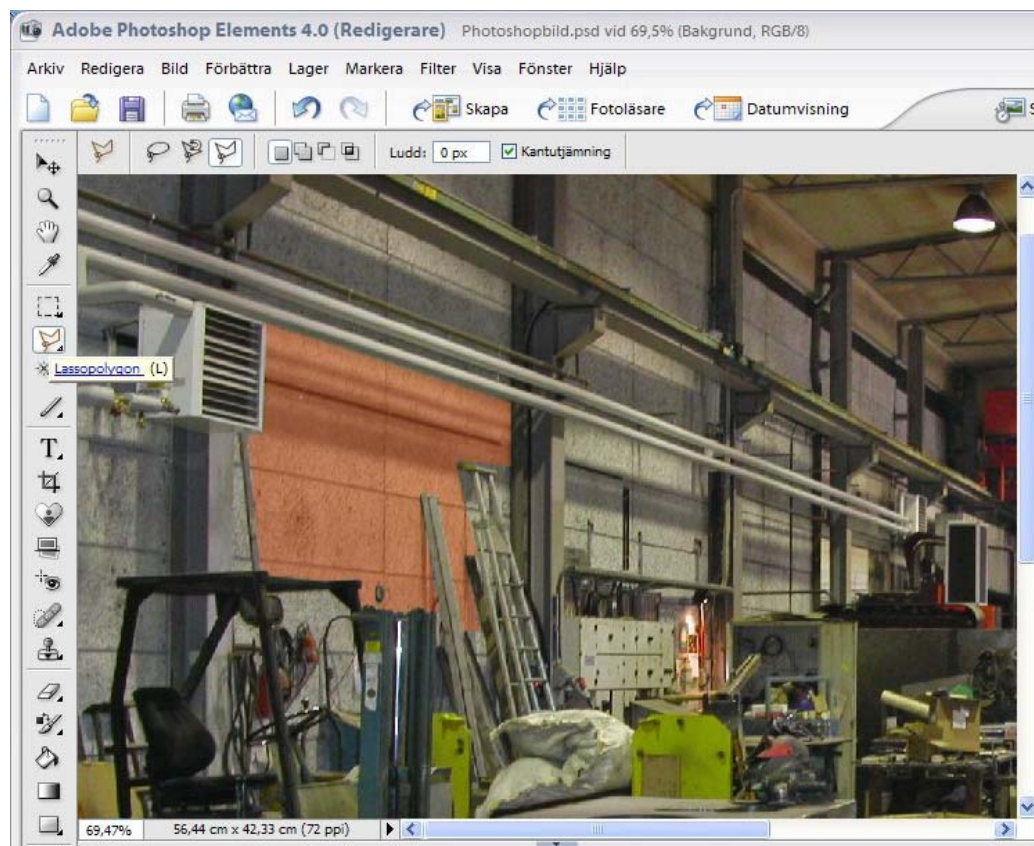 Adobe Photoshop Elements 4.0 (Redigerare) Photoshopbild.psd vid 69,5% (Bakgrund, RGB/8)
Arkiv Redigera Bild Förbättra Lager Markera Filter Visa Fönster Hjälp
Skapa Fotoläsare Datumvisning S
Ludd: 0 px Kantutjämning
Lassopolygon (L)
T
69,47% 56,44 cm x 42,33 cm (72 ppi)